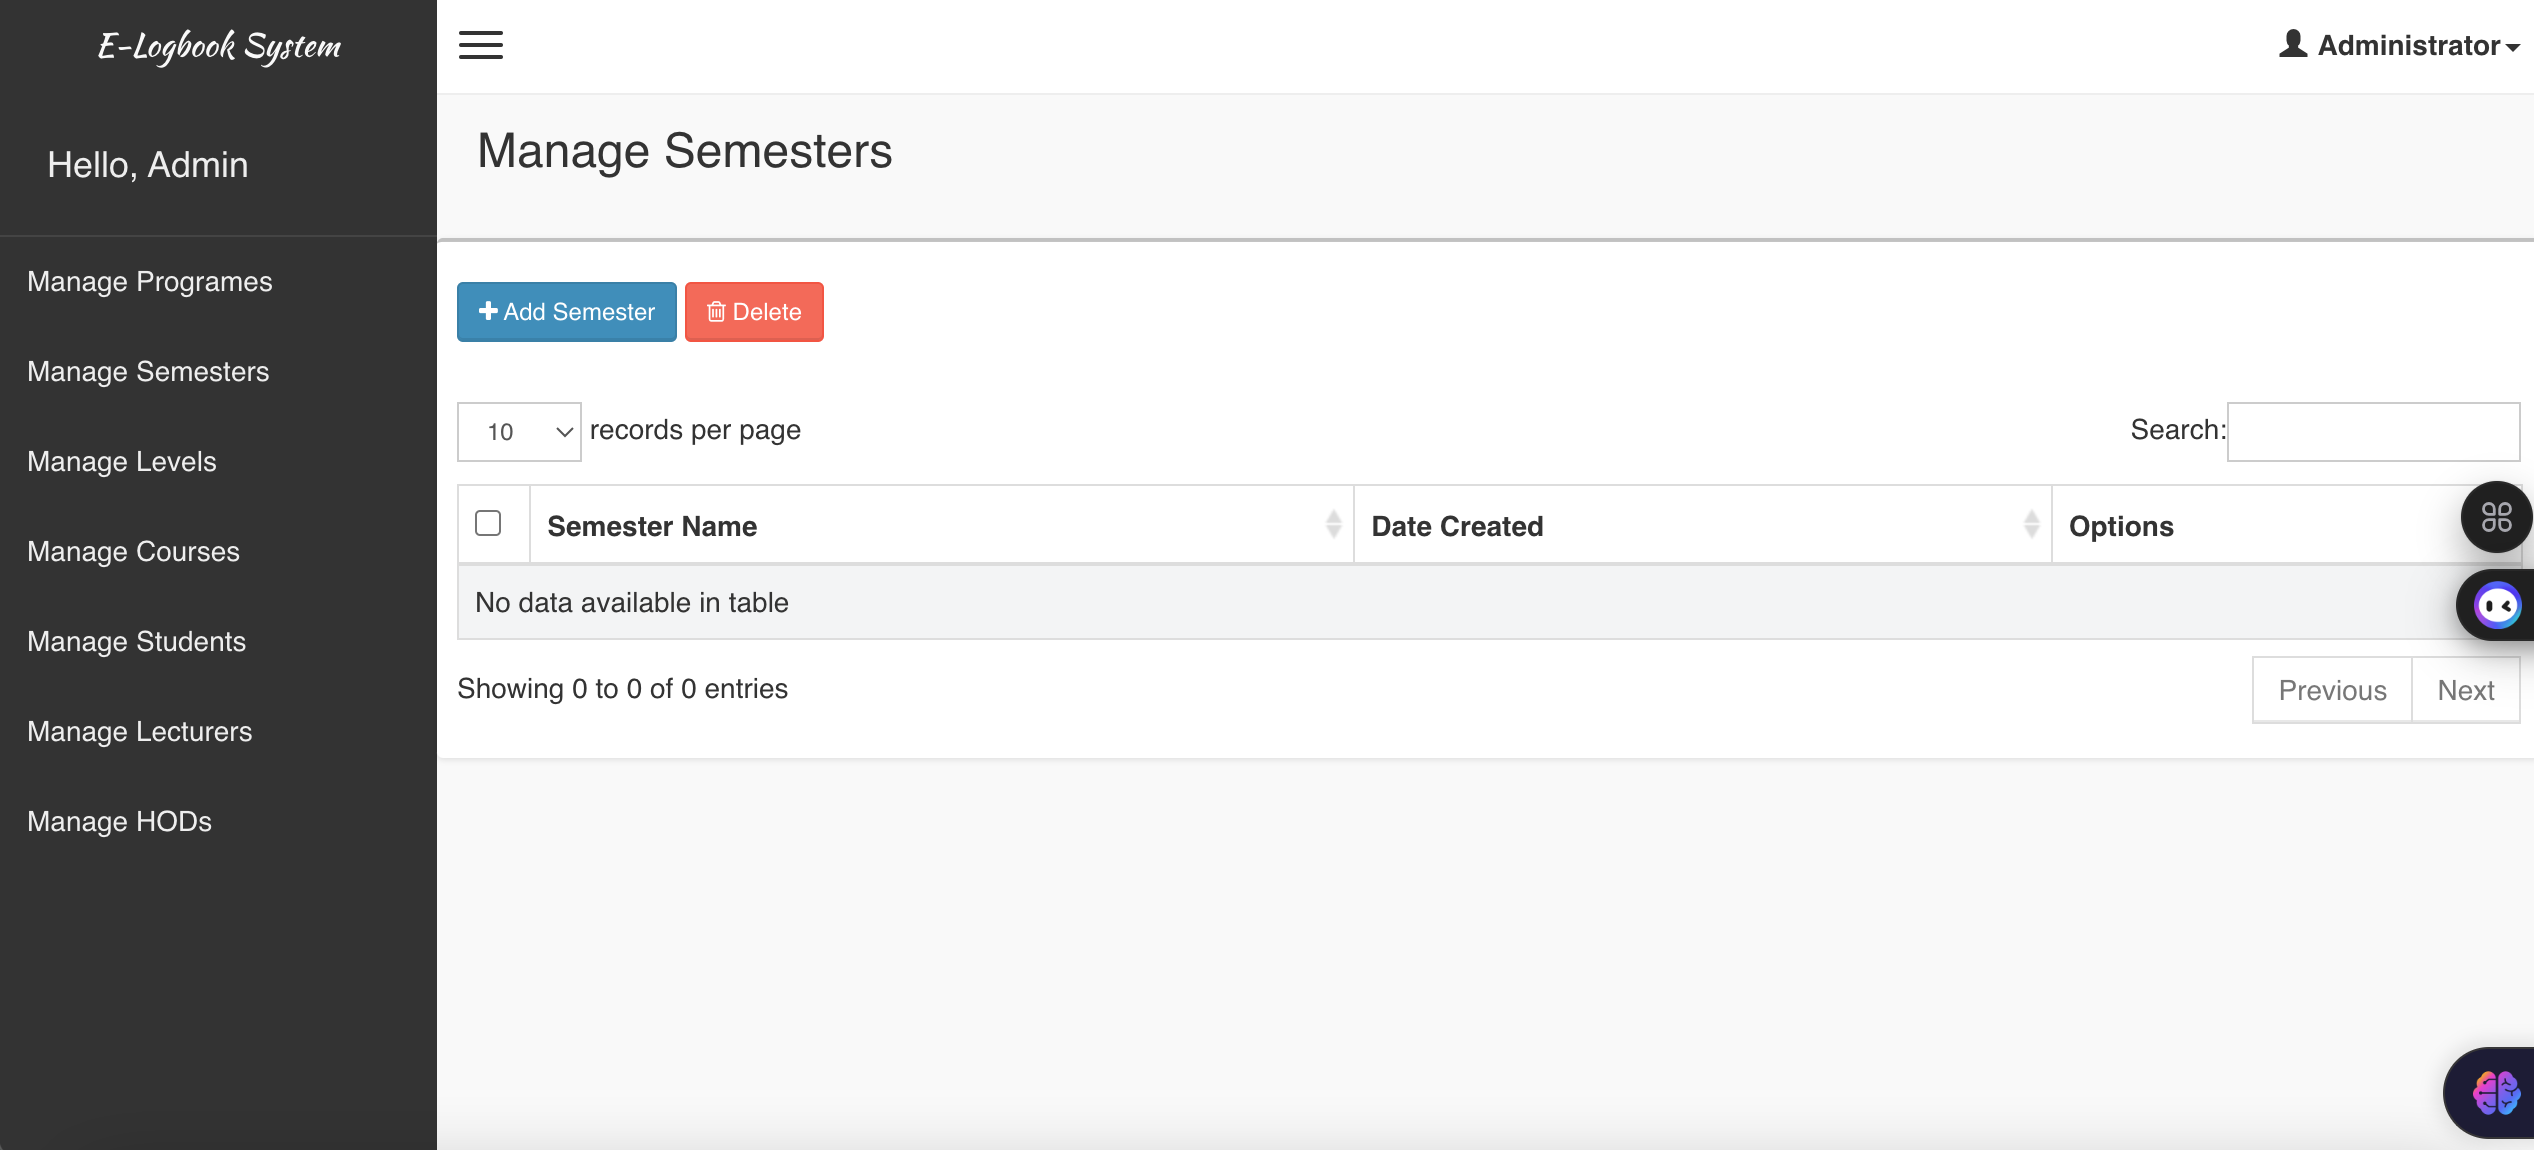 E-Logbook System
Administrator
Hello, Admin
Manage Programes
Manage Semesters
Manage Levels
Manage Courses
Manage Students
Manage Lecturers
Manage HODs
Manage Semesters
Add Semester Delete
10 records per page Search:
Semester Name Date Created Options
No data available in table
Showing 0 to 0 of 0 entries Previous Next